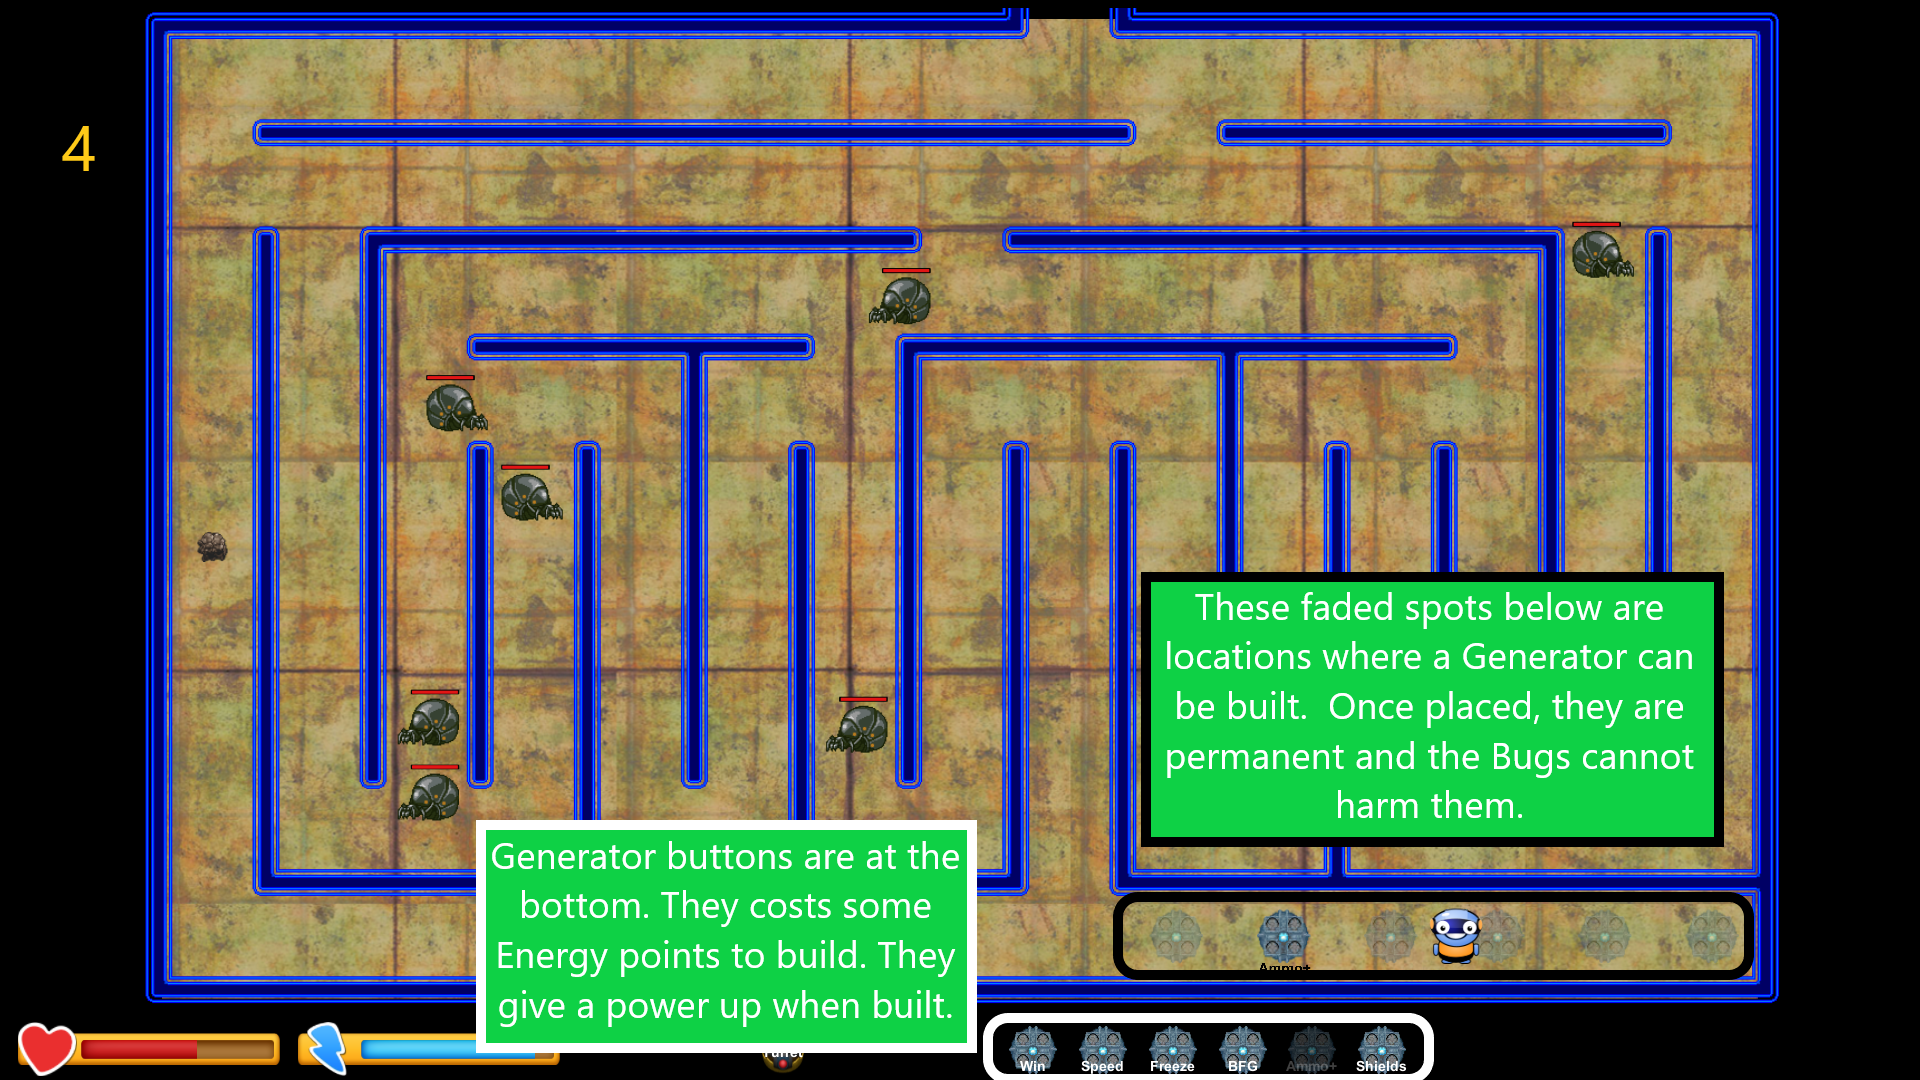 4
These faded spots below are
locations where a Generator can
be built.  Once placed, they are
permanent and the Bugs cannot
harm them.
Generator buttons are at the
bottom. They costs some
Energy points to build. They
give a power up when built.
Ammo+
Turret
Win Speed Freeze BFG Ammo+ Shields